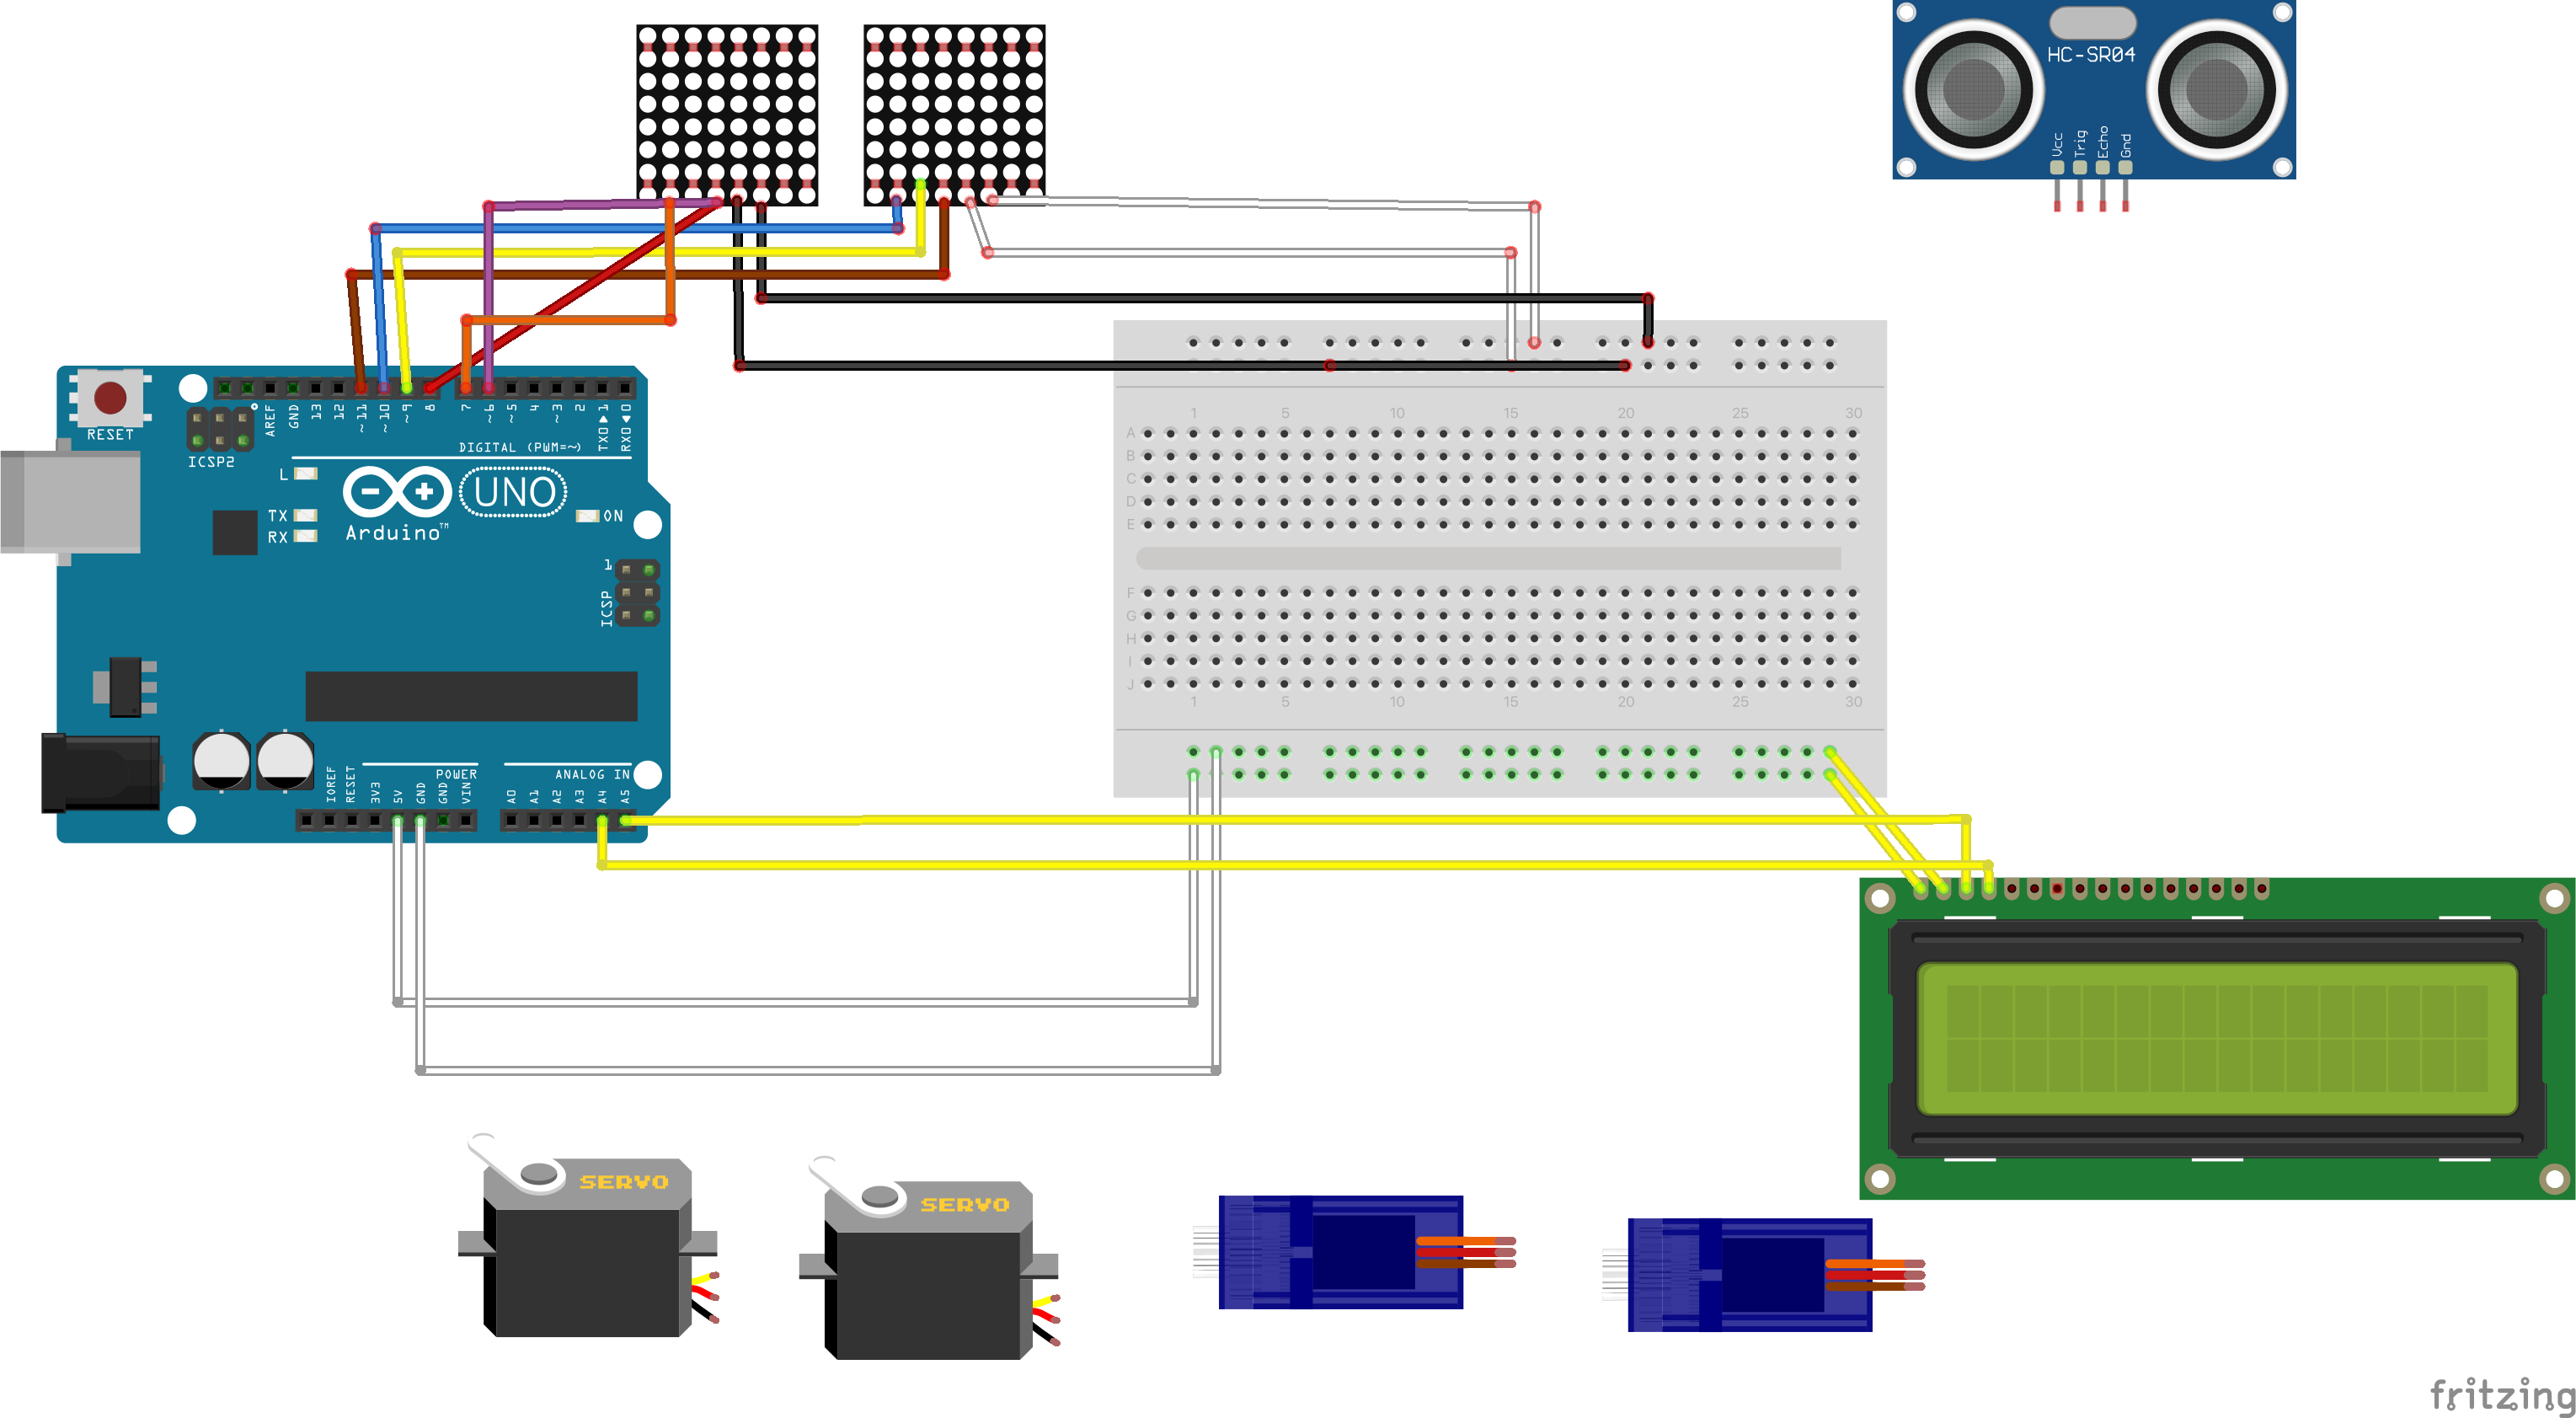 HC-SR04
Vcc
Trig
Echo
Gnd
RESET
ICSP2
AREF
GND
13
12
~11
~10
~9
8
7
~6
~5
4
~3
2
TX0▶1
RX0◀0
DIGITAL (PWM=~)
L
TX
RX
Arduino™
UNO
ON
1
ICSP
IOREF
RESET
3V3
5V
GND
GND
VIN
POWER
ANALOG IN
A0
A1
A2
A3
A4
A5
1 5 10 15 20 25 30
A
B
C
D
E
F
G
H
I
J
1 5 10 15 20 25 30
SERVO
SERVO
fritzing